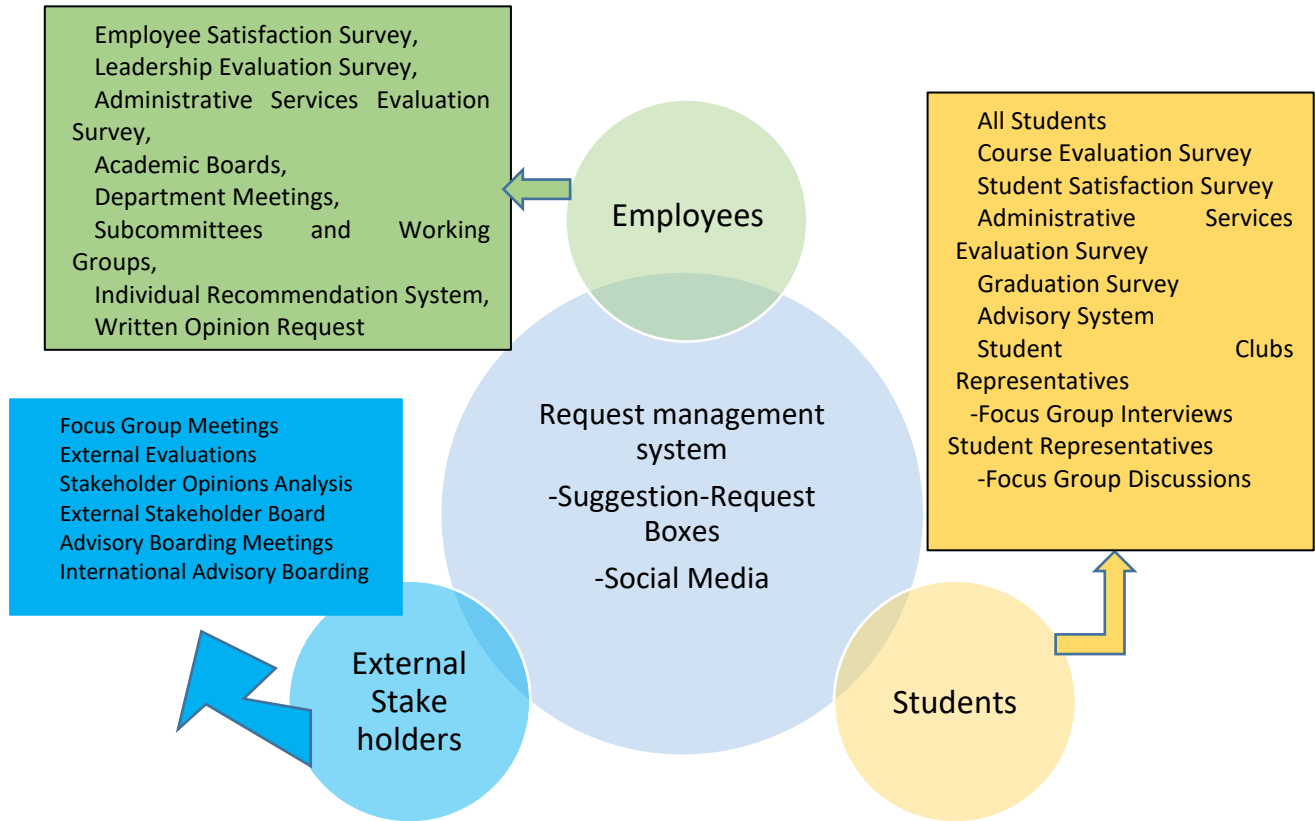 Employee Satisfaction Survey,
Leadership Evaluation Survey,
Administrative Services Evaluation
Survey,
Academic Boards,
Department Meetings,
Subcommittees and Working
Groups,
Individual Recommendation System,
Written Opinion Request
Employees
All Students
Course Evaluation Survey
Student Satisfaction Survey
Administrative Services
Evaluation Survey
Graduation Survey
Advisory System
Student Clubs
Representatives
-Focus Group Interviews
Student Representatives
-Focus Group Discussions
Focus Group Meetings
External Evaluations
Stakeholder Opinions Analysis
External Stakeholder Board
Advisory Boarding Meetings
International Advisory Boarding
Request management
system
-Suggestion-Request
Boxes
-Social Media
External
Stake
holders
Students